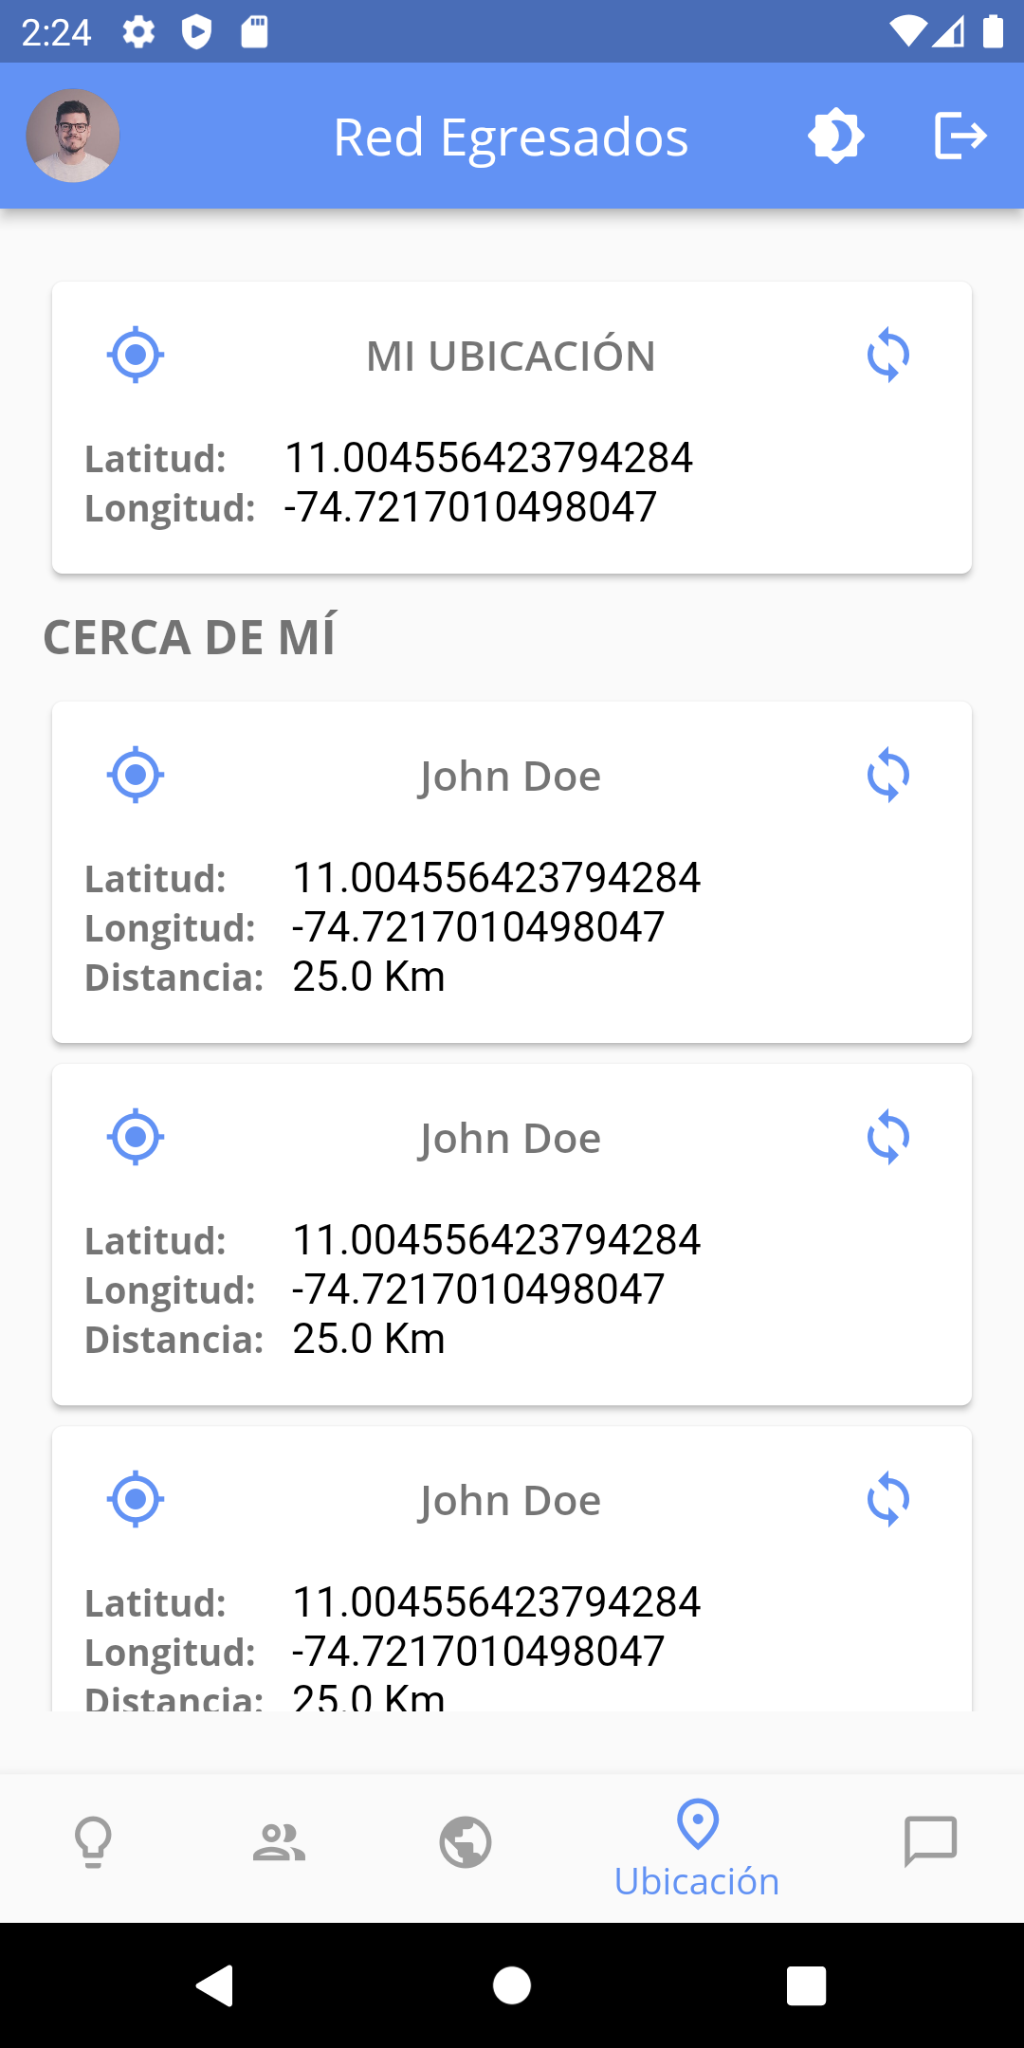 2:24
Red Egresados
MI UBICACIÓN
Latitud: 11.004556423794284
Longitud: -74.7217010498047
CERCA DE MÍ
John Doe
Latitud: 11.004556423794284
Longitud: -74.7217010498047
Distancia: 25.0 Km
John Doe
Latitud: 11.004556423794284
Longitud: -74.7217010498047
Distancia: 25.0 Km
John Doe
Latitud: 11.004556423794284
Longitud: -74.7217010498047
Distancia: 25.0 Km
Ubicación